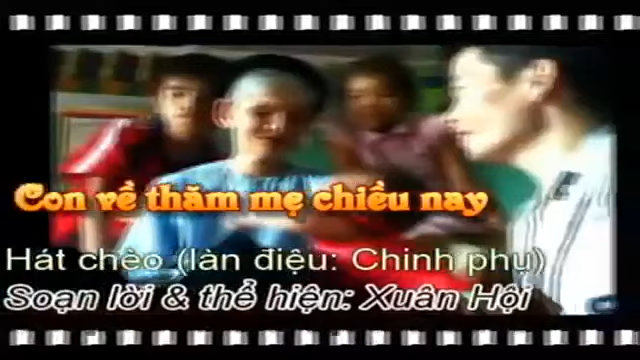 Con về thăm mẹ chiều nay
Hát chèo (làn điệu: Chinh phụ)
Soạn lời & thể hiện: Xuân Hội